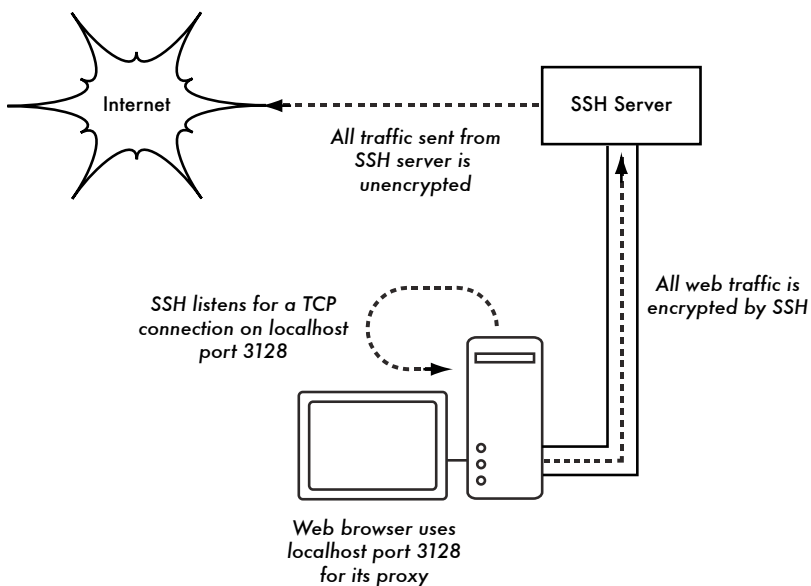 Internet
SSH Server
All traffic sent from
SSH server is
unencrypted
All web traffic is
encrypted by SSH
SSH listens for a TCP
connection on localhost
port 3128
Web browser uses
localhost port 3128
for its proxy